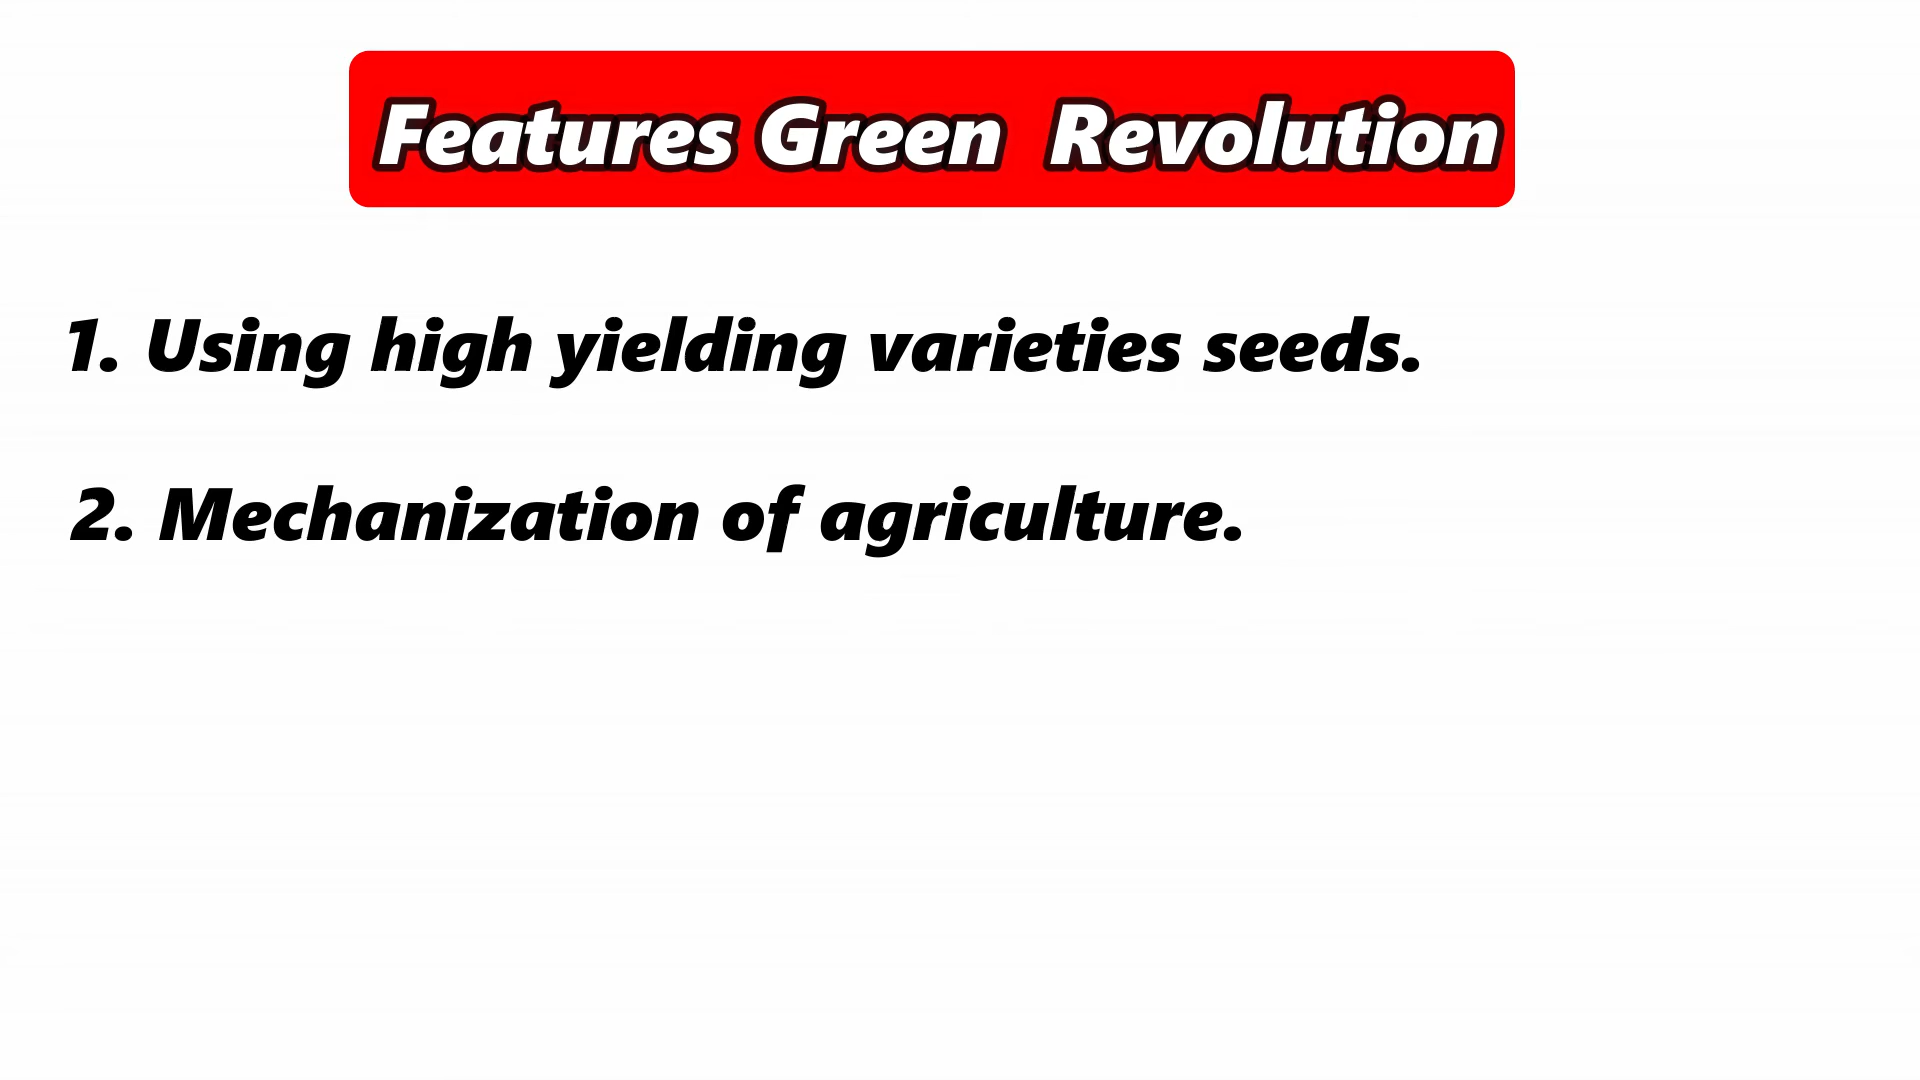 Features Green Revolution
1. Using high yielding varieties seeds.
2. Mechanization of agriculture.